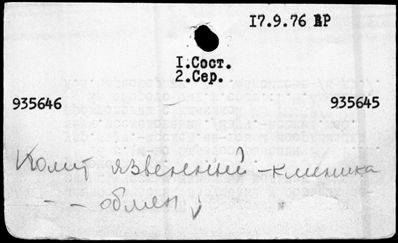 17.9.76 ВР
1.Сост.
2.Сер.
935646 935645
Колит язвенный – клиника
– – обмен